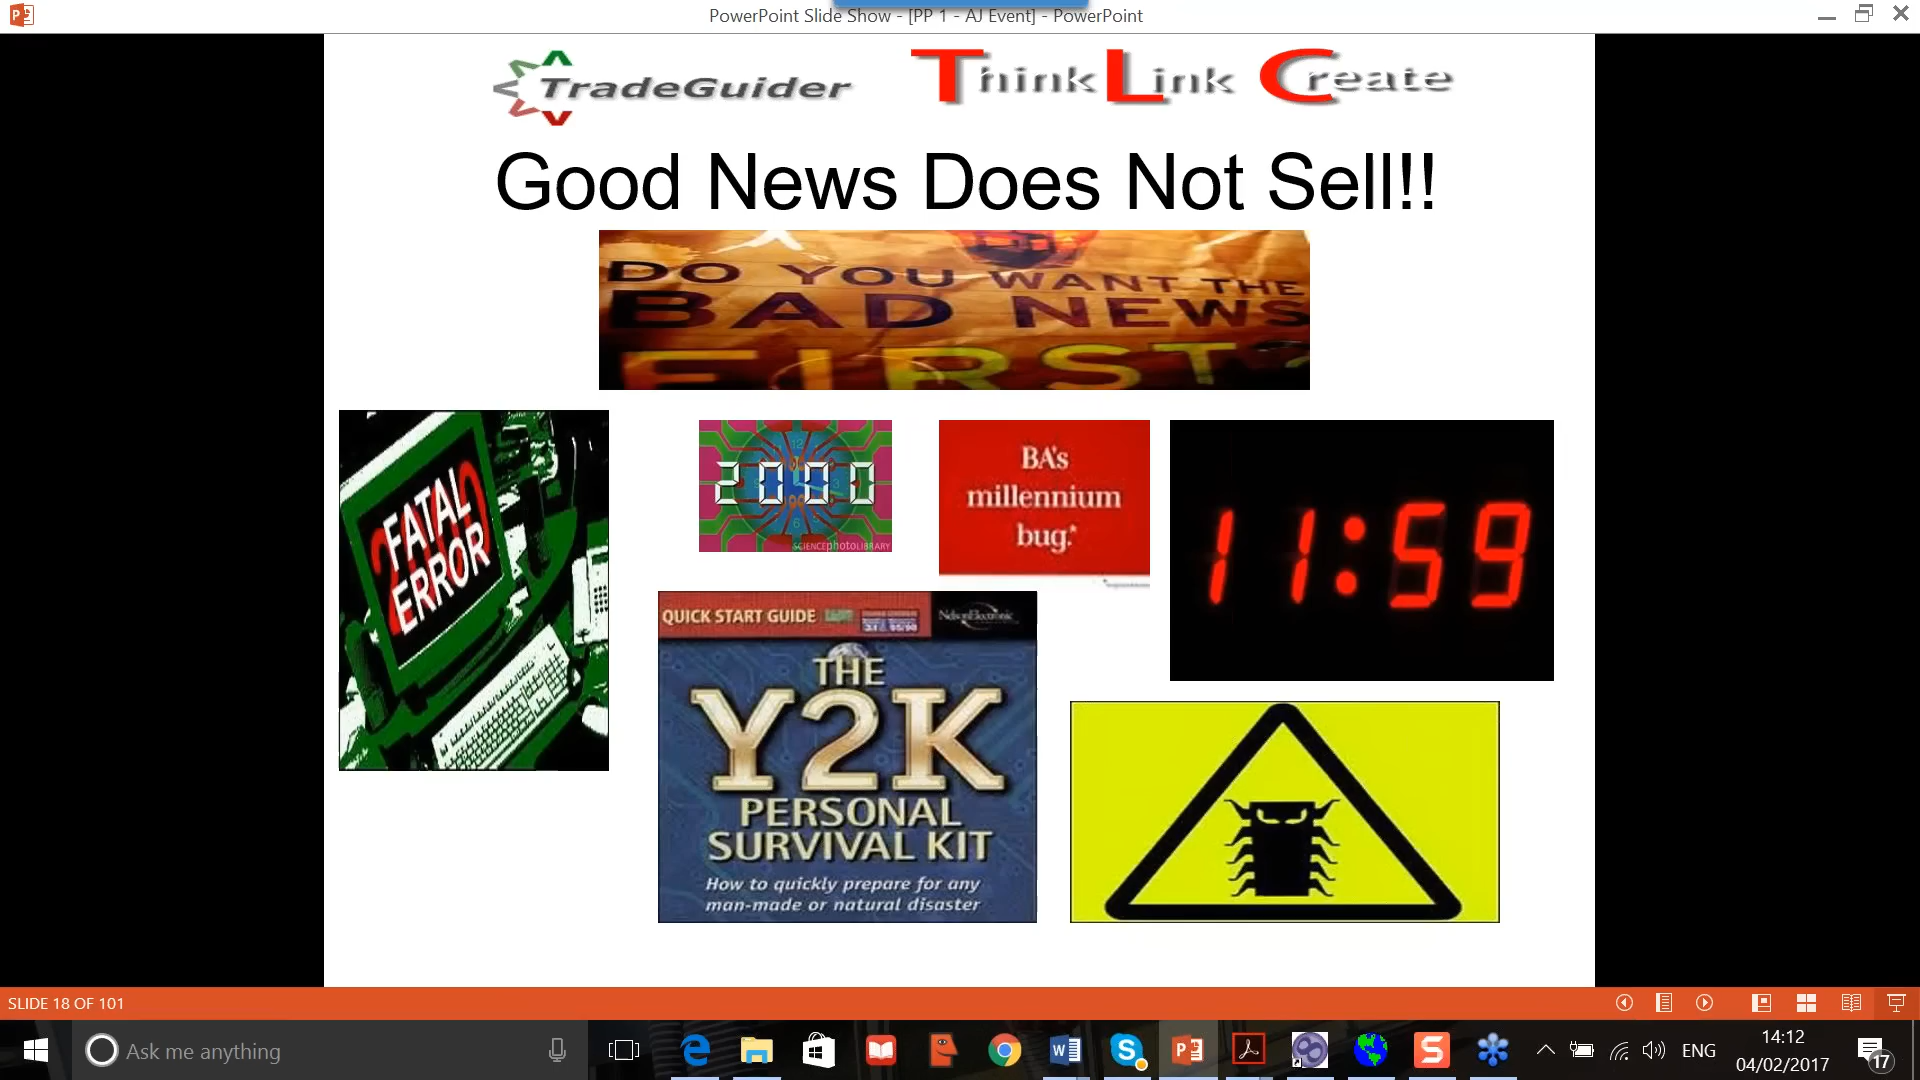 PowerPoint Slide Show - [PP 1 - AJ Event] - PowerPoint
TradeGuider
Think Link Create
Good News Does Not Sell!!
DO YOU WANT THE
BAD NEWS
FIRST?
FATAL
ERROR
2000
SCIENCEphotoLIBRARY
BA's
millennium
bug.*
11:59
QUICK START GUIDE
NelsonElectronic
THE
Y2K
PERSONAL
SURVIVAL KIT
How to quickly prepare for any
man-made or natural disaster
SLIDE 18 OF 101
Ask me anything
ENG
14:12
04/02/2017
17